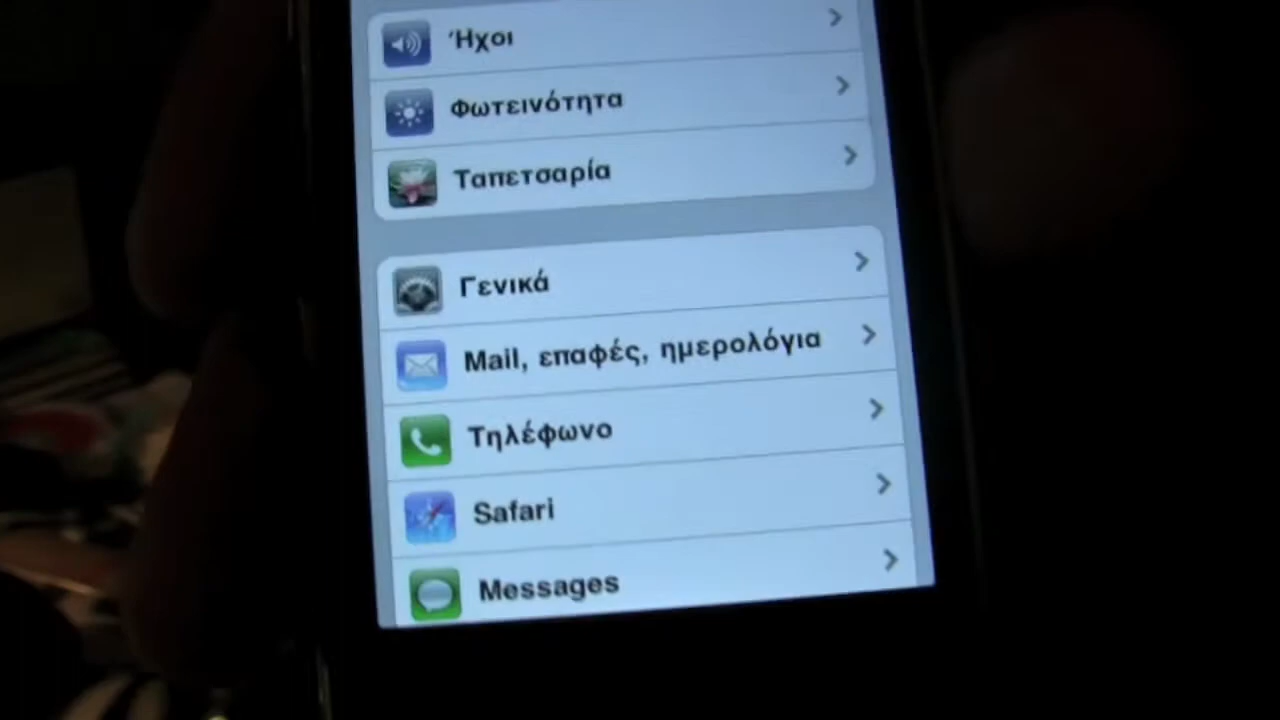 Ήχοι
Φωτεινότητα
Ταπετσαρία
Γενικά
Mail, επαφές, ημερολόγια
Τηλέφωνο
Safari
Messages